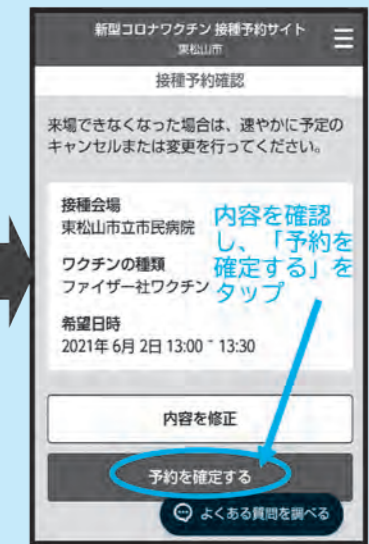 新型コロナワクチン 接種予約サイト
東松山市
接種予約確認
来場できなくなった場合は、速やかに予定の
キャンセルまたは変更を行ってください。
接種会場
東松山市立市民病院
ワクチンの種類
ファイザー社ワクチン
希望日時
2021年 6月 2日 13:00 ~ 13:30
内容を確認
し、「予約を
確定する」を
タップ
内容を修正
予約を確定する
よくある質問を調べる